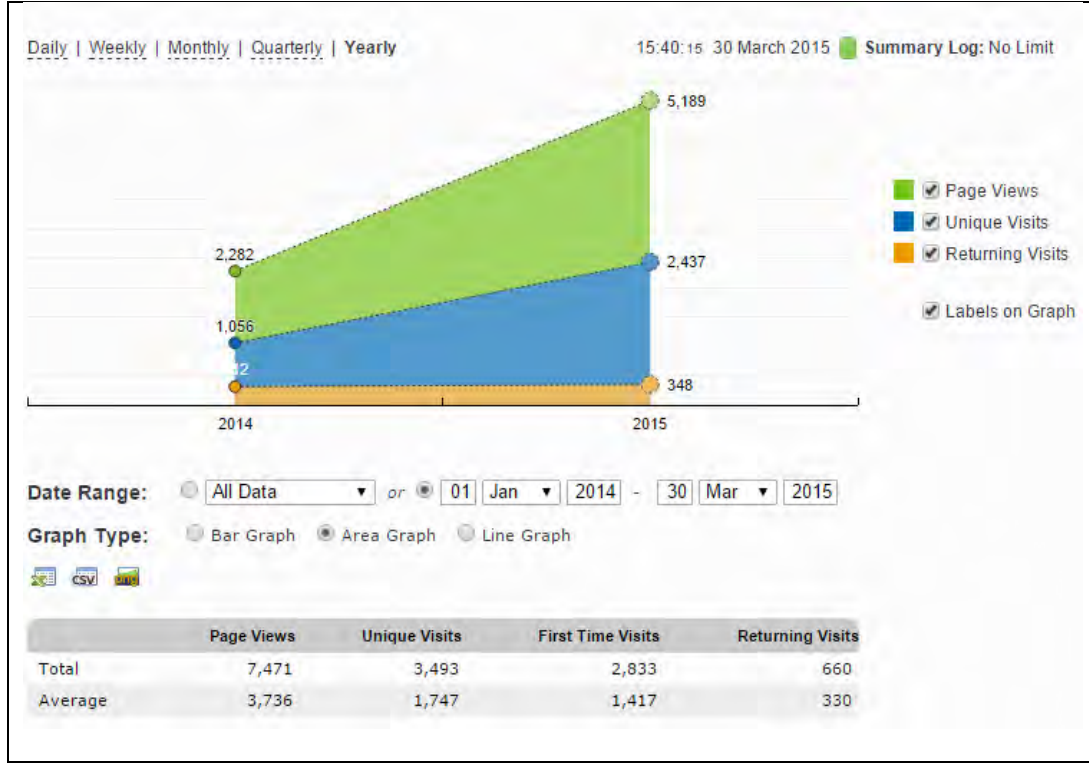 Daily | Weekly | Monthly | Quarterly | Yearly
15:40:15 30 March 2015 Summary Log: No Limit
5,189
Page Views
Unique Visits
Returning Visits
Labels on Graph
2,282
2,437
1,056
348
2014 2015
Date Range: All Data or 01 Jan 2014 - 30 Mar 2015
Graph Type: Bar Graph Area Graph Line Graph
CSV
Page Views Unique Visits First Time Visits Returning Visits
Total 7,471 3,493 2,833 660
Average 3,736 1,747 1,417 330